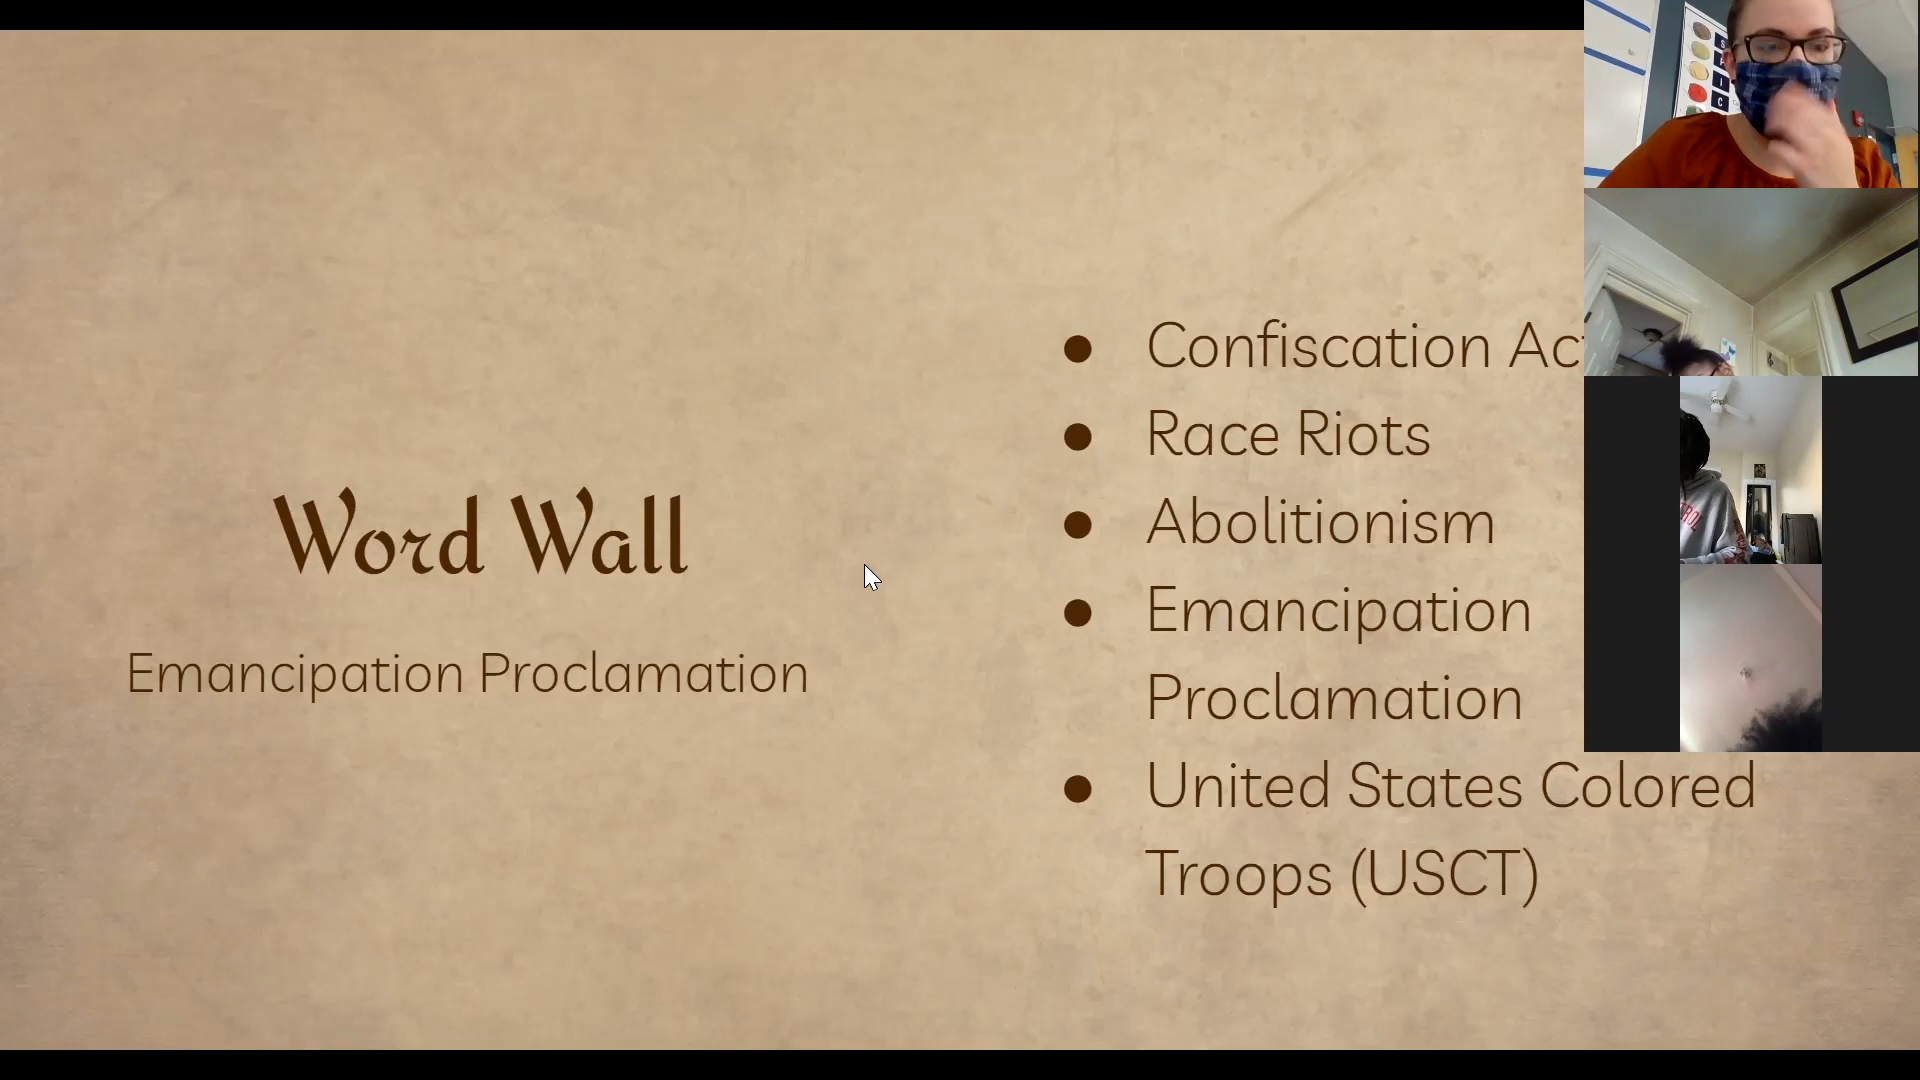 Word Wall
Emancipation Proclamation
● Confiscation Ac
● Race Riots
● Abolitionism
● Emancipation
Proclamation
● United States Colored
Troops (USCT)
S
P
I
C